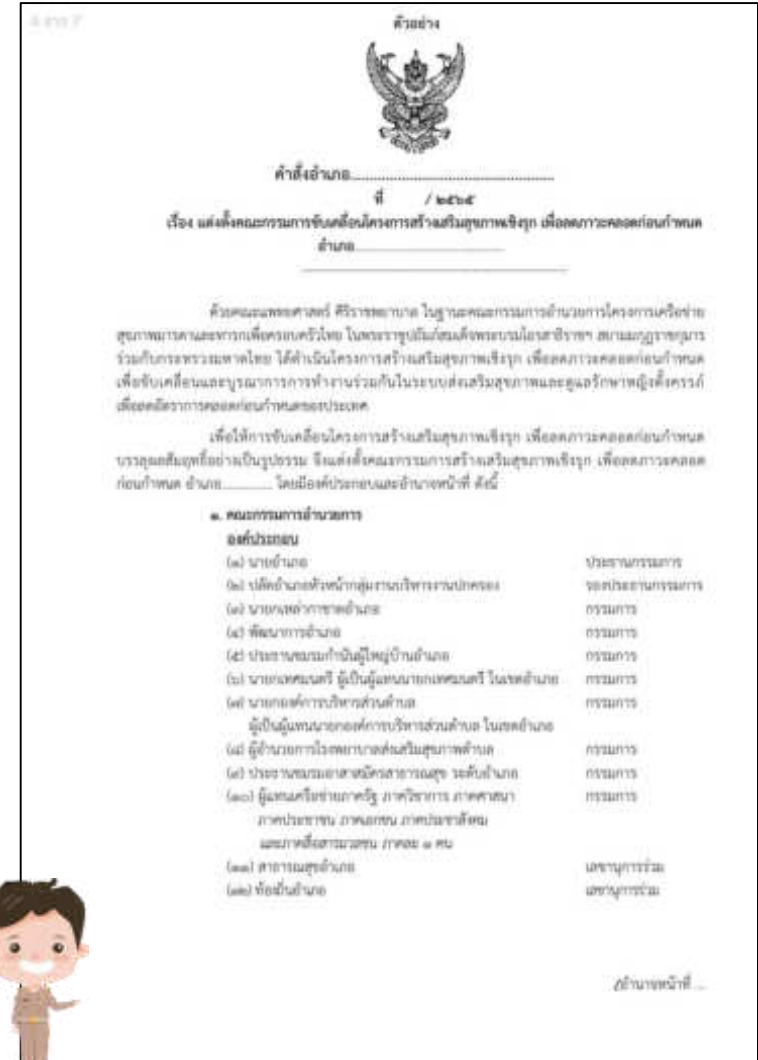 ตัวอย่าง
คำสั่งอำเภอ.......................................................
ที่ / ๒๕๖๕
เรื่อง แต่งตั้งคณะกรรมการขับเคลื่อนโครงการสร้างเสริมสุขภาพเชิงรุก เพื่อลดภาวะคลอดก่อนกำหนด
อำเภอ.........................................
ด้วยคณะแพทยศาสตร์ ศิริราชพยาบาล ในฐานะคณะกรรมการอำนวยการโครงการเครือข่าย
สุขภาพมารดาและทารกเพื่อครอบครัวไทย ในพระราชูปถัมภ์สมเด็จพระบรมโอรสาธิราชฯ สยามมกุฎราชกุมาร
ร่วมกับกระทรวงมหาดไทย ได้ดำเนินโครงการสร้างเสริมสุขภาพเชิงรุก เพื่อลดภาวะคลอดก่อนกำหนด
เพื่อขับเคลื่อนและบูรณาการการทำงานร่วมกันในระบบส่งเสริมสุขภาพและดูแลรักษาหญิงตั้งครรภ์
เพื่อลดอัตราการคลอดก่อนกำหนดของประเทศ
เพื่อให้การขับเคลื่อนโครงการสร้างเสริมสุขภาพเชิงรุก เพื่อลดภาวะคลอดก่อนกำหนด
บรรลุผลสัมฤทธิ์อย่างเป็นรูปธรรม จึงแต่งตั้งคณะกรรมการสร้างเสริมสุขภาพเชิงรุก เพื่อลดภาวะคลอด
ก่อนกำหนด อำเภอ.............. โดยมีองค์ประกอบและอำนาจหน้าที่ ดังนี้
๑. คณะกรรมการอำนวยการ
องค์ประกอบ
(๑) นายอำเภอ ประธานกรรมการ
(๒) ปลัดอำเภอหัวหน้ากลุ่มงานบริหารงานปกครอง รองประธานกรรมการ
(๓) นายกเหล่ากาชาดอำเภอ กรรมการ
(๔) พัฒนาการอำเภอ กรรมการ
(๕) ประธานชมรมกำนันผู้ใหญ่บ้านอำเภอ กรรมการ
(๖) นายกเทศมนตรี ผู้เป็นผู้แทนนายกเทศมนตรี ในเขตอำเภอ กรรมการ
(๗) นายกองค์การบริหารส่วนตำบล กรรมการ
ผู้เป็นผู้แทนนายกองค์การบริหารส่วนตำบล ในเขตอำเภอ
(๘) ผู้อำนวยการโรงพยาบาลส่งเสริมสุขภาพตำบล กรรมการ
(๙) ประธานชมรมอาสาสมัครสาธารณสุข ระดับอำเภอ กรรมการ
(๑๐) ผู้แทนเครือข่ายภาครัฐ ภาควิชาการ ภาคศาสนา กรรมการ
ภาคประชาชน ภาคเอกชน ภาคประชาสังคม
และภาคสื่อสารมวลชน ภาคละ ๑ คน
(๑๑) สาธารณสุขอำเภอ เลขานุการร่วม
(๑๒) ท้องถิ่นอำเภอ เลขานุการร่วม
/อำนาจหน้าที่ ...